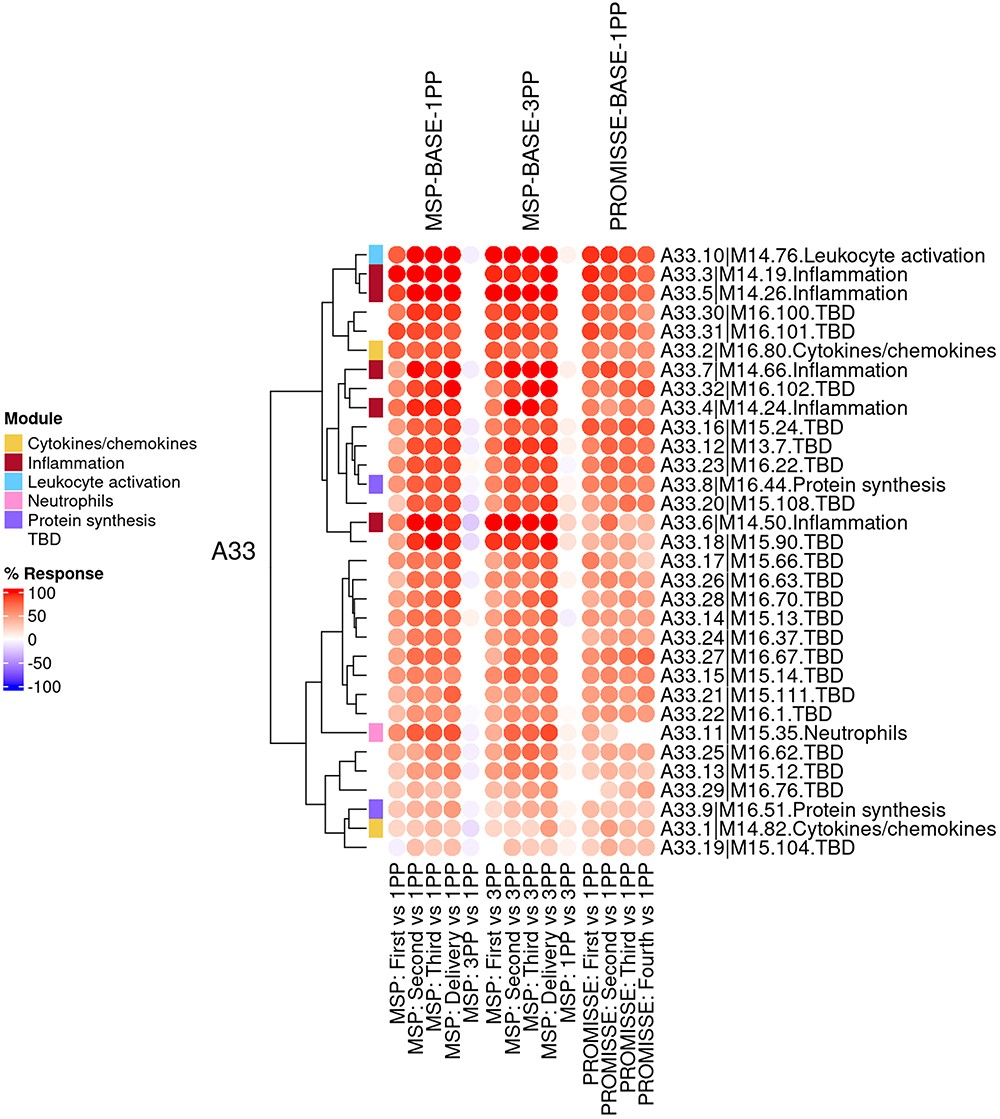 MSP-BASE-1PP
MSP-BASE-3PP
PROMISSE-BASE-1PP
A33.10|M14.76.Leukocyte activation
A33.3|M14.19.Inflammation
A33.5|M14.26.Inflammation
A33.30|M16.100.TBD
A33.31|M16.101.TBD
A33.2|M16.80.Cytokines/chemokines
A33.7|M14.66.Inflammation
A33.32|M16.102.TBD
A33.4|M14.24.Inflammation
A33.16|M15.24.TBD
A33.12|M13.7.TBD
A33.23|M16.22.TBD
A33.8|M16.44.Protein synthesis
A33.20|M15.108.TBD
A33.6|M14.50.Inflammation
A33.18|M15.90.TBD
A33.17|M15.66.TBD
A33.26|M16.63.TBD
A33.28|M16.70.TBD
A33.14|M15.13.TBD
A33.24|M16.37.TBD
A33.27|M16.67.TBD
A33.15|M15.14.TBD
A33.21|M15.111.TBD
A33.22|M16.1.TBD
A33.11|M15.35.Neutrophils
A33.25|M16.62.TBD
A33.13|M15.12.TBD
A33.29|M16.76.TBD
A33.9|M16.51.Protein synthesis
A33.1|M14.82.Cytokines/chemokines
A33.19|M15.104.TBD
Module
Cytokines/chemokines
Inflammation
Leukocyte activation
Neutrophils
Protein synthesis
TBD
A33
% Response
100
50
0
-50
-100
MSP: First vs 1PP
MSP: Second vs 1PP
MSP: Third vs 1PP
MSP: Delivery vs 1PP
MSP: 3PP vs 1PP
MSP: First vs 3PP
MSP: Second vs 3PP
MSP: Third vs 3PP
MSP: Delivery vs 3PP
MSP: 1PP vs 3PP
PROMISSE: First vs 1PP
PROMISSE: Second vs 1PP
PROMISSE: Third vs 1PP
PROMISSE: Fourth vs 1PP